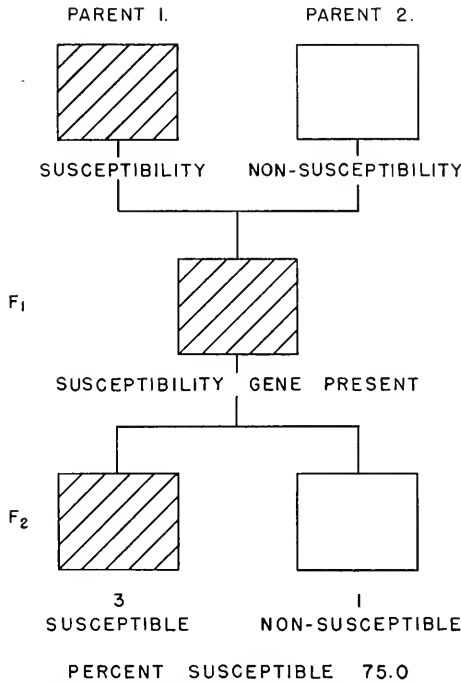 PARENT 1. PARENT 2.
SUSCEPTIBILITY NON-SUSCEPTIBILITY
F1
SUSCEPTIBILITY GENE PRESENT
F2
3 1
SUSCEPTIBLE NON-SUSCEPTIBLE
PERCENT SUSCEPTIBLE 75.0